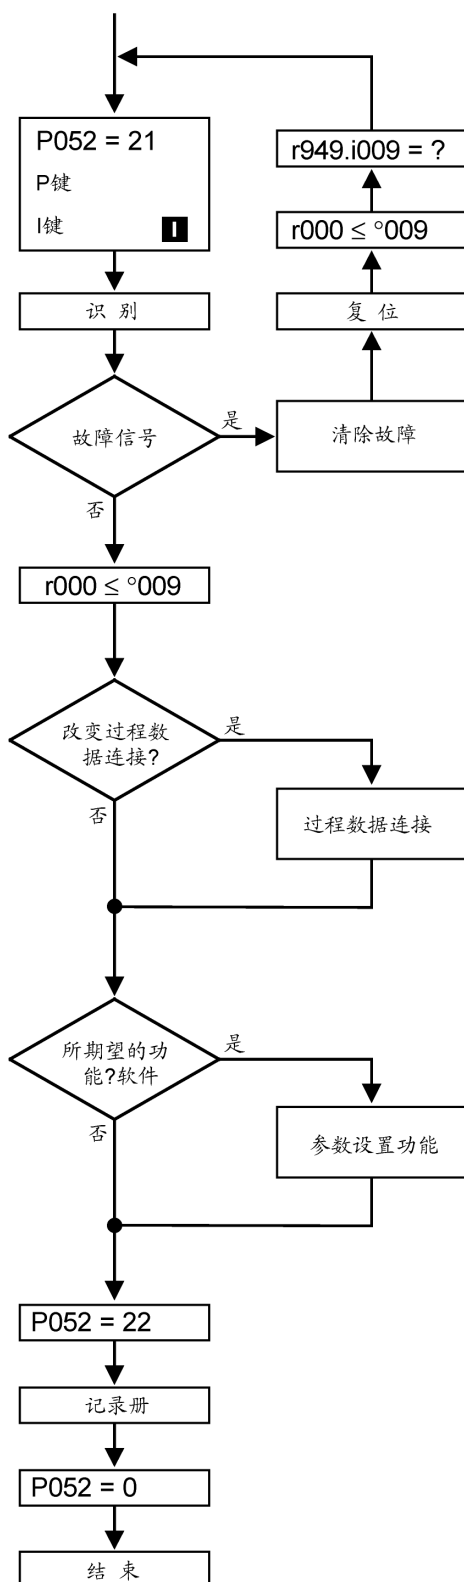 P052 = 21
P键
I键
I
r949.i009 = ?
r000 ≤ °009
识 别
复 位
故障信号
是
清除故障
否
r000 ≤ °009
改变过程数
据连接?
是
过程数据连接
否
所期望的功
能?软件
是
参数设置功能
否
P052 = 22
记录册
P052 = 0
结 束